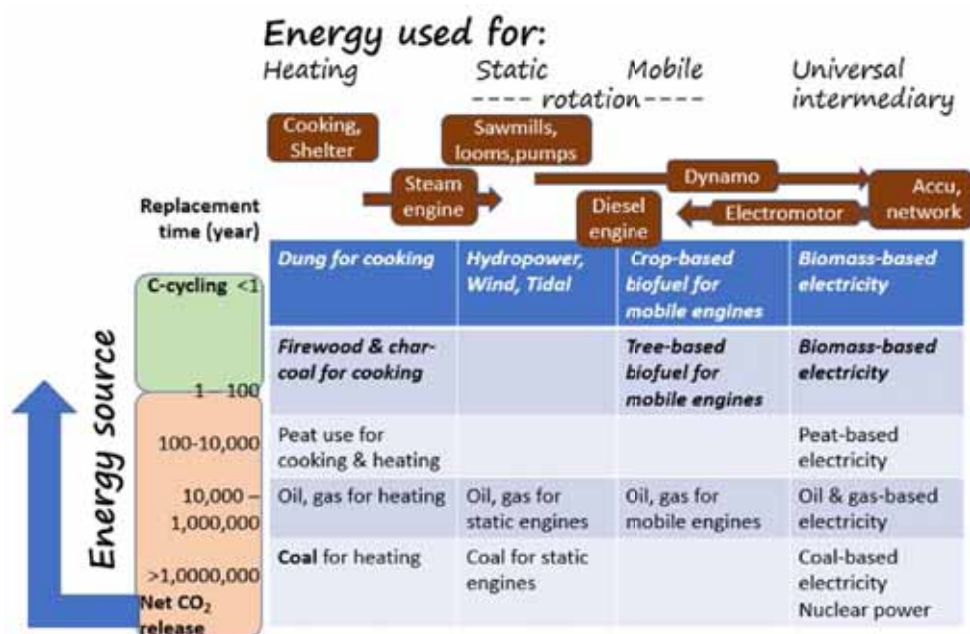 Energy used for:
Heating
Static
Mobile
Universal
intermediary
---- rotation ----
Cooking,
Shelter
Sawmills,
looms,pumps
Steam
engine
Dynamo
Diesel
engine
Electromotor
Accu,
network
Replacement
time (year)
Energy source
C-cycling <1
Dung for cooking
Hydropower,
Wind, Tidal
Crop-based
biofuel for
mobile engines
Biomass-based
electricity
1 – 100
Firewood & char-
coal for cooking
Tree-based
biofuel for
mobile engines
Biomass-based
electricity
100-10,000
Peat use for
cooking & heating
Peat-based
electricity
10,000 –
1,000,000
Oil, gas for heating
Oil, gas for
static engines
Oil, gas for
mobile engines
Oil & gas-based
electricity
>1,0000,000
Coal for heating
Coal for static
engines
Coal-based
electricity
Nuclear power
Net CO₂
release